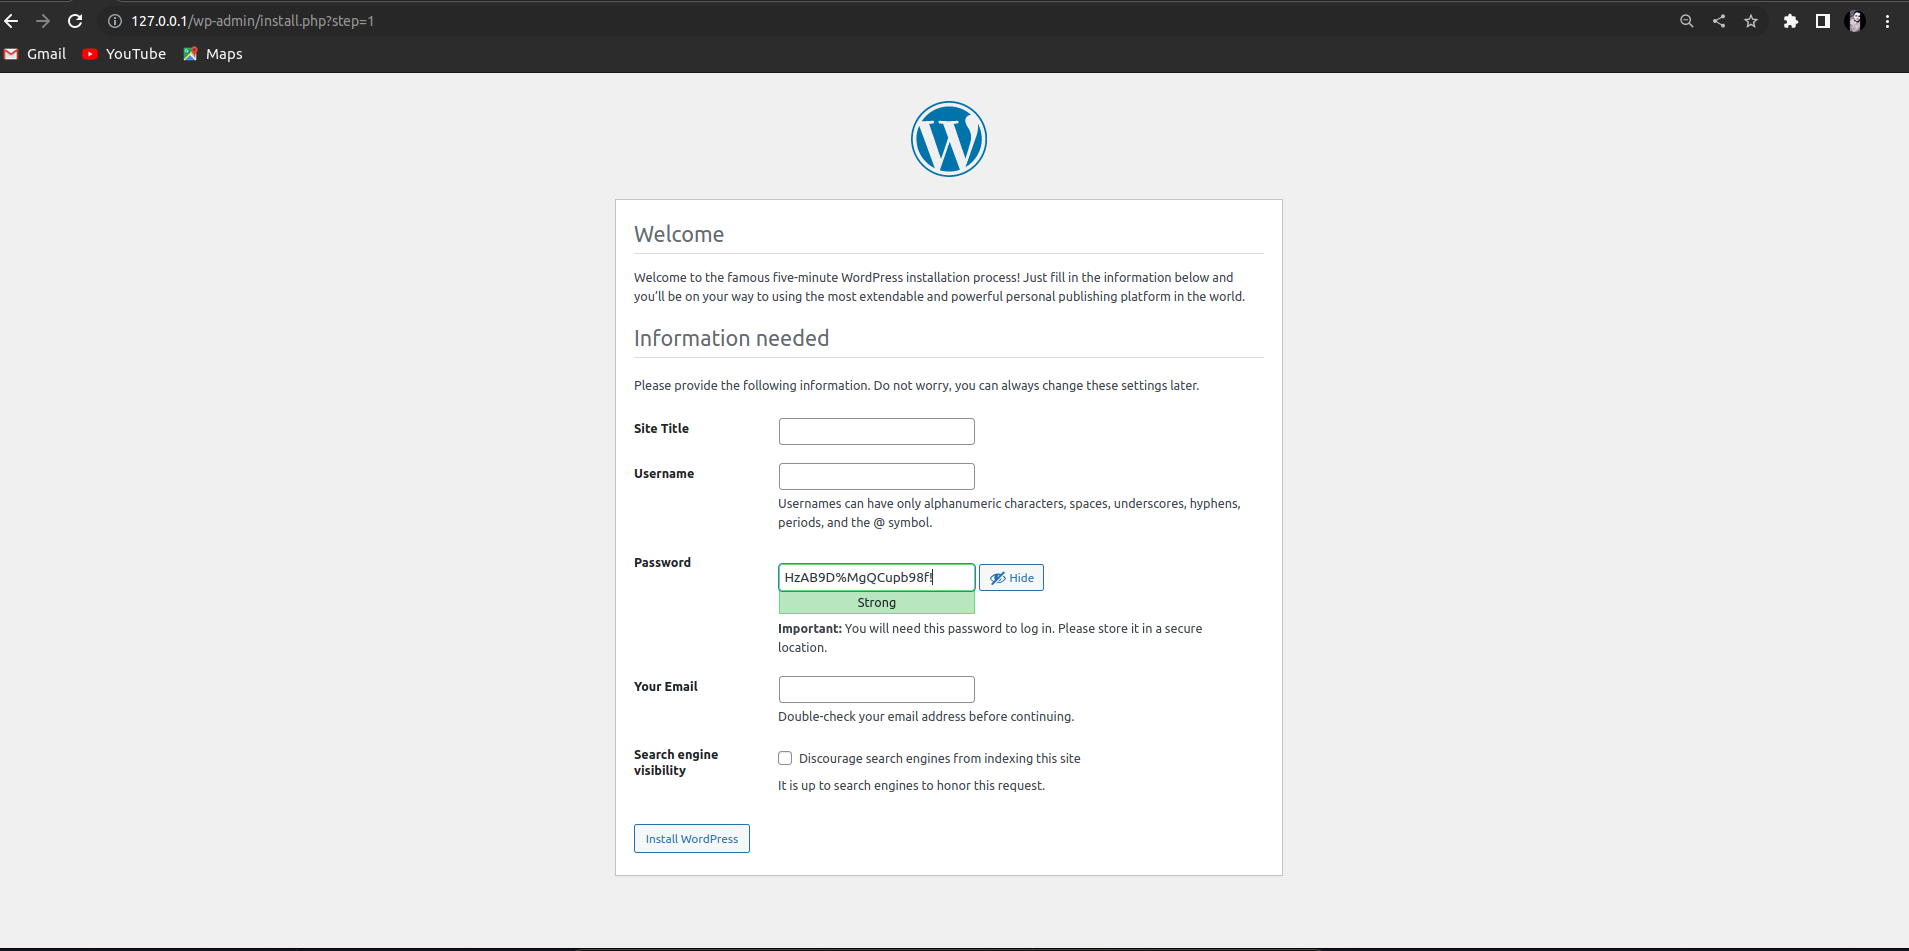 127.0.0.1/wp-admin/install.php?step=1
Gmail YouTube Maps
Welcome
Welcome to the famous five-minute WordPress installation process! Just fill in the information below and
you’ll be on your way to using the most extendable and powerful personal publishing platform in the world.
Information needed
Please provide the following information. Do not worry, you can always change these settings later.
Site Title
Username
Usernames can have only alphanumeric characters, spaces, underscores, hyphens,
periods, and the @ symbol.
Password
HzAB9D%MgQCupb98f! Hide
Strong
Important: You will need this password to log in. Please store it in a secure
location.
Your Email
Double-check your email address before continuing.
Search engine
visibility
Discourage search engines from indexing this site
It is up to search engines to honor this request.
Install WordPress